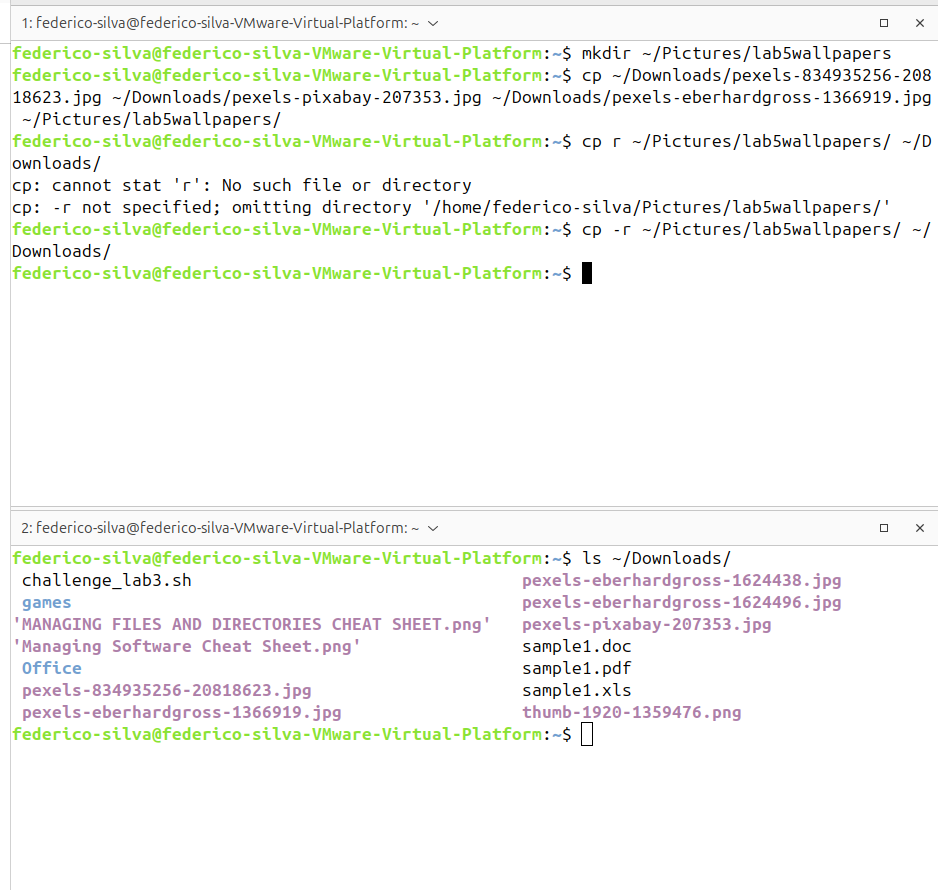 1: federico-silva@federico-silva-VMware-Virtual-Platform: ~
federico-silva@federico-silva-VMware-Virtual-Platform:~$ mkdir ~/Pictures/lab5wallpapers
federico-silva@federico-silva-VMware-Virtual-Platform:~$ cp ~/Downloads/pexels-834935256-208
18623.jpg ~/Downloads/pexels-pixabay-207353.jpg ~/Downloads/pexels-eberhardgross-1366919.jpg
 ~/Pictures/lab5wallpapers/
federico-silva@federico-silva-VMware-Virtual-Platform:~$ cp r ~/Pictures/lab5wallpapers/ ~/D
ownloads/
cp: cannot stat 'r': No such file or directory
cp: -r not specified; omitting directory '/home/federico-silva/Pictures/lab5wallpapers/'
federico-silva@federico-silva-VMware-Virtual-Platform:~$ cp -r ~/Pictures/lab5wallpapers/ ~/
Downloads/
federico-silva@federico-silva-VMware-Virtual-Platform:~$
2: federico-silva@federico-silva-VMware-Virtual-Platform: ~
federico-silva@federico-silva-VMware-Virtual-Platform:~$ ls ~/Downloads/
 challenge_lab3.sh                                pexels-eberhardgross-1624438.jpg
 games                                            pexels-eberhardgross-1624496.jpg
'MANAGING FILES AND DIRECTORIES CHEAT SHEET.png'   pexels-pixabay-207353.jpg
'Managing Software Cheat Sheet.png'                sample1.doc
 Office                                           sample1.pdf
 pexels-834935256-20818623.jpg                    sample1.xls
 pexels-eberhardgross-1366919.jpg                 thumb-1920-1359476.png
federico-silva@federico-silva-VMware-Virtual-Platform:~$